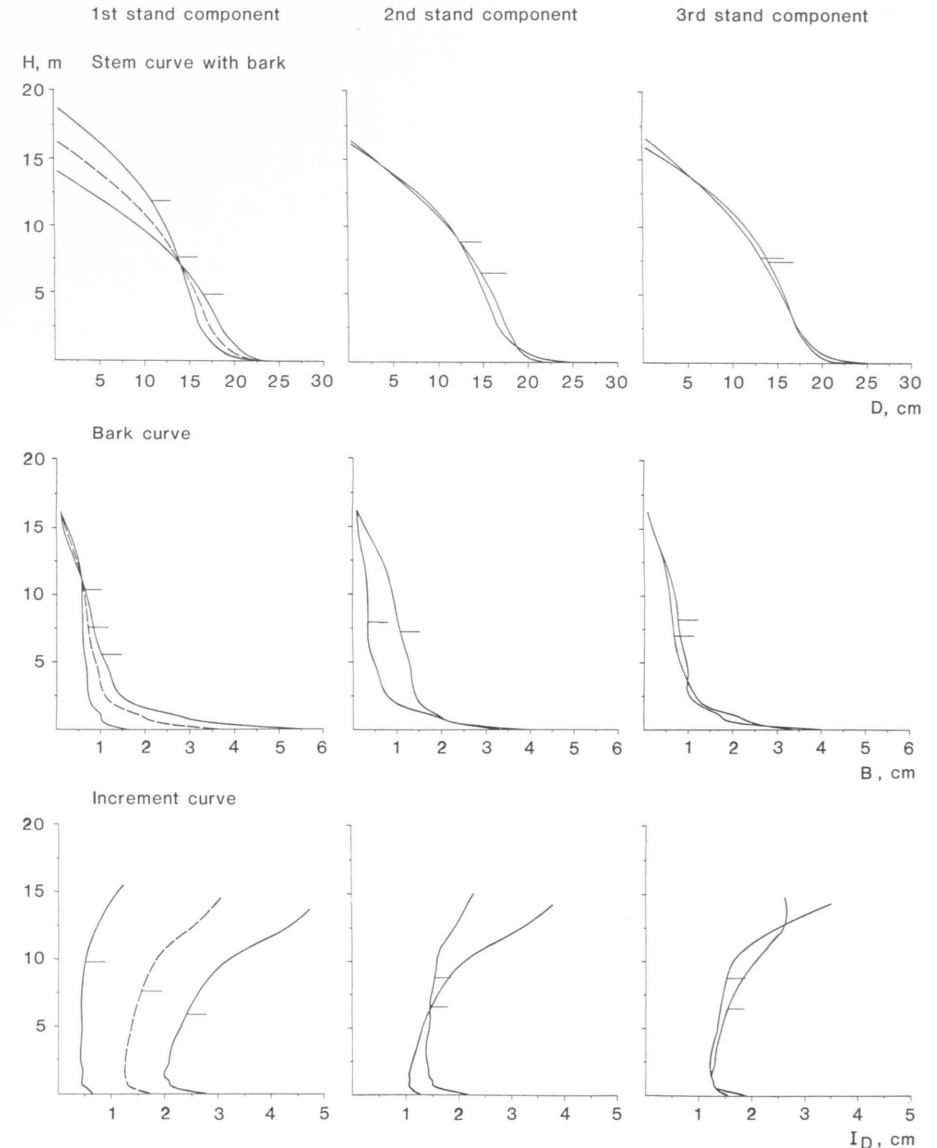 1st stand component 2nd stand component 3rd stand component
H, m Stem curve with bark
20
15
10
5
5 10 15 20 25 30 5 10 15 20 25 30 5 10 15 20 25 30
D, cm
Bark curve
20
15
10
5
1 2 3 4 5 6 1 2 3 4 5 6 1 2 3 4 5 6
B, cm
Increment curve
20
15
10
5
1 2 3 4 5 1 2 3 4 5 1 2 3 4 5
I_D, cm